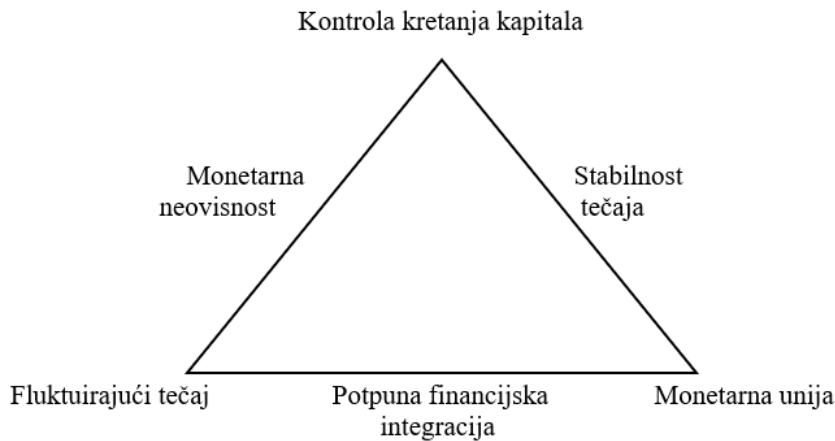 Kontrola kretanja kapitala
Monetarna
neovisnost
Stabilnost
tečaja
Fluktuirajući tečaj
Potpuna financijska
integracija
Monetarna unija